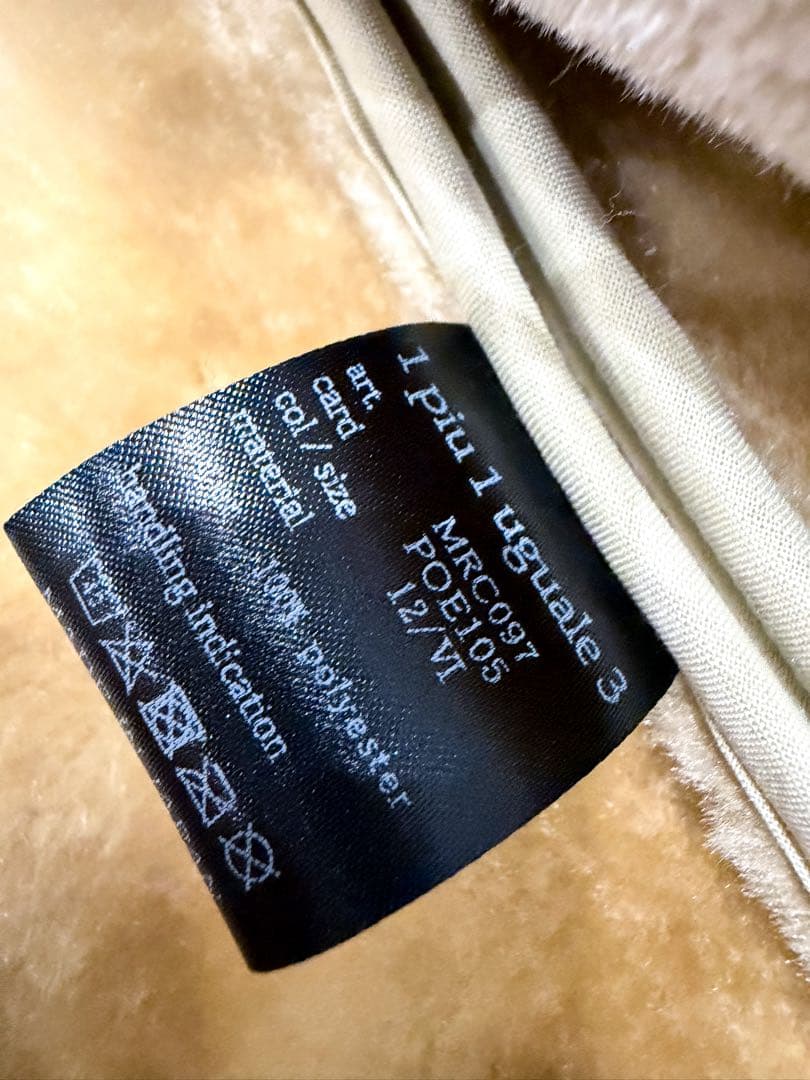 1 piu 1 uguale 3
art. MRC097
card POE105
col/size 12/VI
material
100% polyester
handling indication